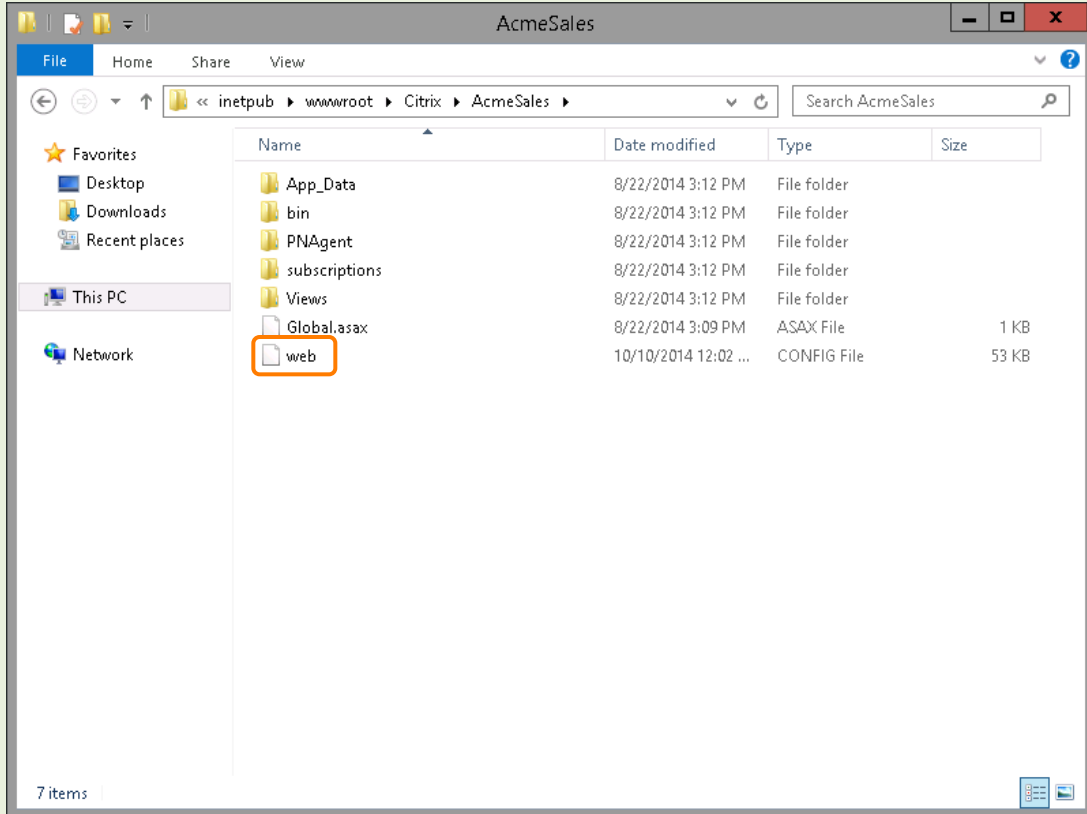 AcmeSales
File Home Share View
« inetpub ▸ wwwroot ▸ Citrix ▸ AcmeSales ▸ Search AcmeSales
Favorites
Desktop
Downloads
Recent places
This PC
Network
Name Date modified Type Size
App_Data 8/22/2014 3:12 PM File folder
bin 8/22/2014 3:12 PM File folder
PNAgent 8/22/2014 3:12 PM File folder
subscriptions 8/22/2014 3:12 PM File folder
Views 8/22/2014 3:12 PM File folder
Global.asax 8/22/2014 3:09 PM ASAX File 1 KB
web 10/10/2014 12:02 ... CONFIG File 53 KB
7 items